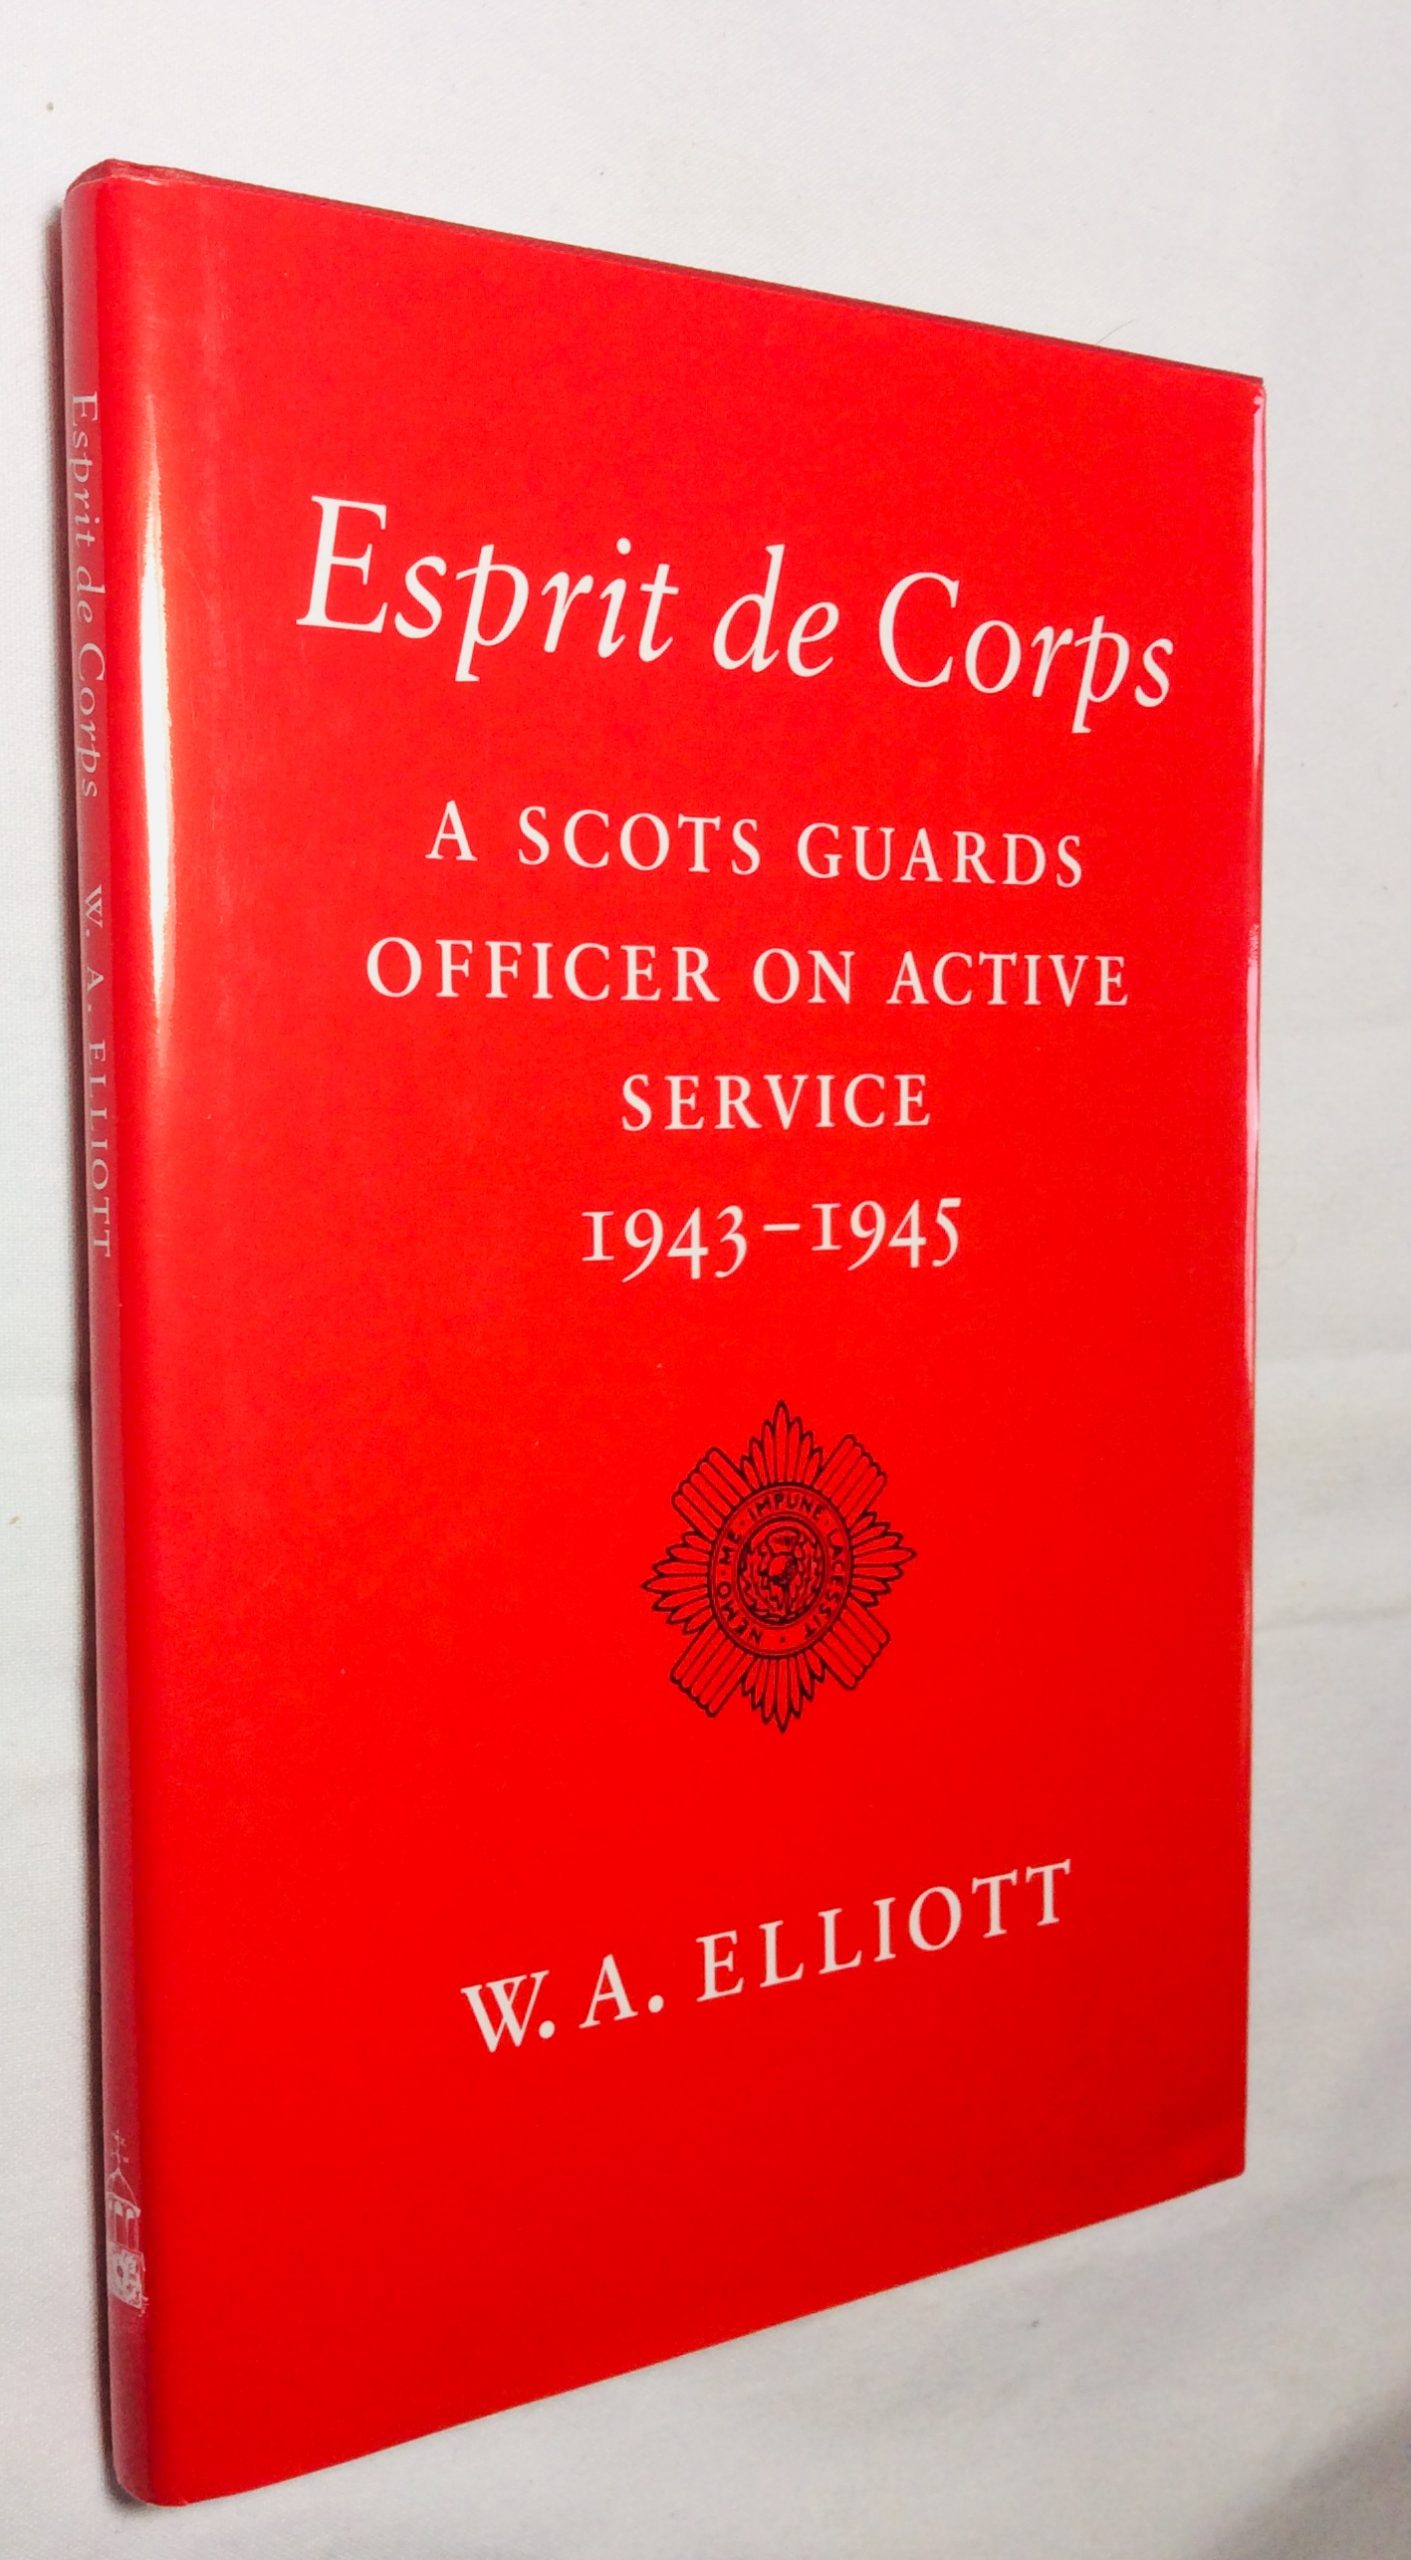 Esprit de Corps
A SCOTS GUARDS
OFFICER ON ACTIVE
SERVICE
1943–1945
NEMO · ME · IMPUNE · LACESSIT
W. A. ELLIOTT
Esprit de Corps W. A. ELLIOTT